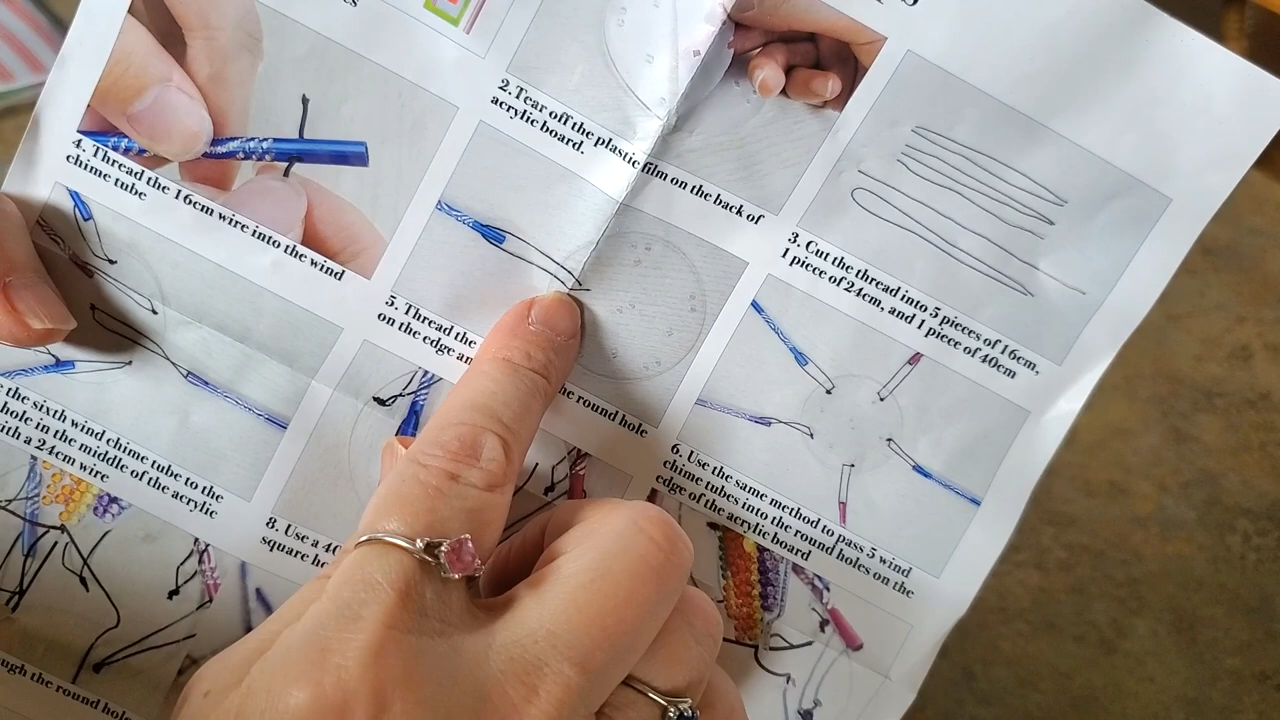 2.Tear off the plastic film on the back of
acrylic board.
3. Cut the thread into 5 pieces of 16cm,
1 piece of 24cm, and 1 piece of 40cm
4. Thread the 16cm wire into the wind
chime tube
5. Thread the
on the edge an
he round hole
6. Use the same method to pass 5 wind
chime tubes into the round holes on the
edge of the acrylic board
e the sixth wind chime tube to the
hole in the middle of the acrylic
ith a 24cm wire
8. Use a 40
square ho
ugh the round hole